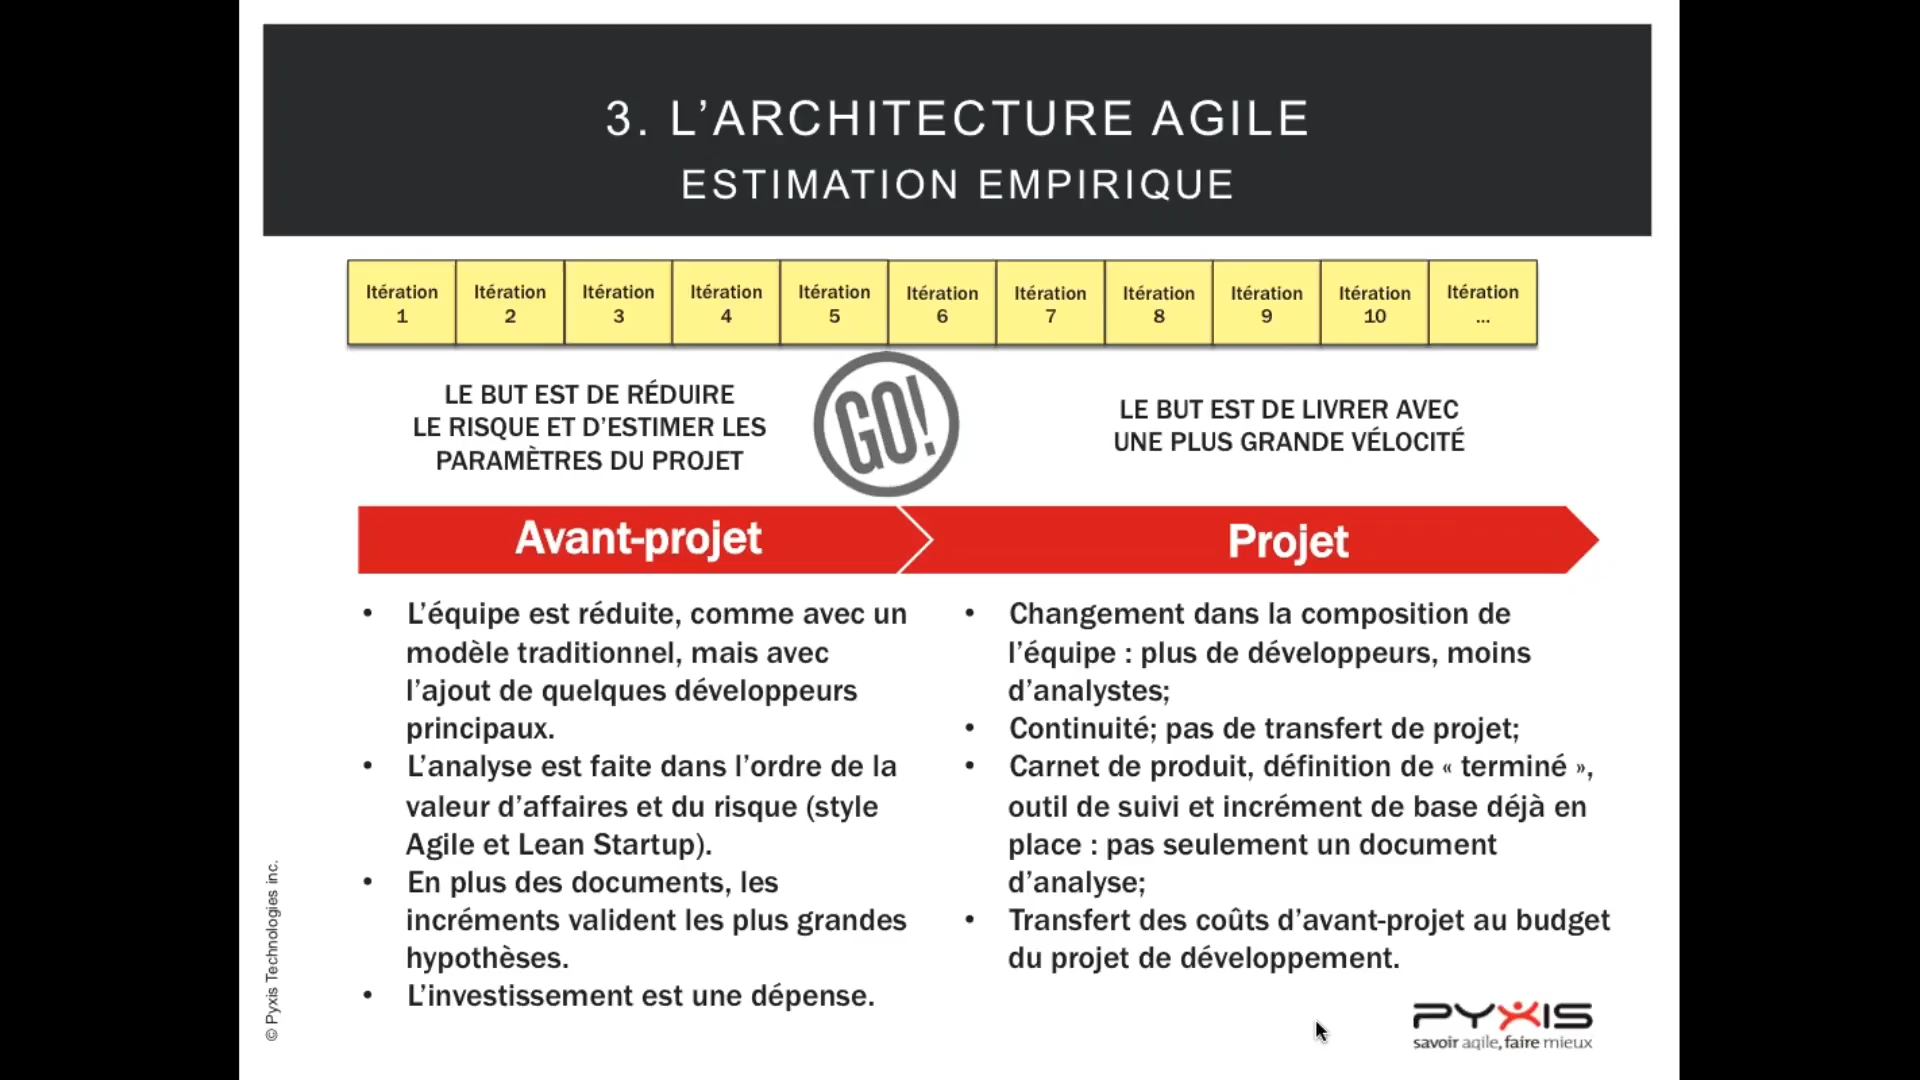 3. L’ARCHITECTURE AGILE
ESTIMATION EMPIRIQUE
Itération 1
Itération 2
Itération 3
Itération 4
Itération 5
Itération 6
Itération 7
Itération 8
Itération 9
Itération 10
Itération ...
LE BUT EST DE RÉDUIRE
LE RISQUE ET D’ESTIMER LES
PARAMÈTRES DU PROJET
GO!
LE BUT EST DE LIVRER AVEC
UNE PLUS GRANDE VÉLOCITÉ
Avant-projet
Projet
• L’équipe est réduite, comme avec un
modèle traditionnel, mais avec
l’ajout de quelques développeurs
principaux.
• L’analyse est faite dans l’ordre de la
valeur d’affaires et du risque (style
Agile et Lean Startup).
• En plus des documents, les
incréments valident les plus grandes
hypothèses.
• L’investissement est une dépense.
• Changement dans la composition de
l’équipe : plus de développeurs, moins
d’analystes;
• Continuité; pas de transfert de projet;
• Carnet de produit, définition de « terminé »,
outil de suivi et incrément de base déjà en
place : pas seulement un document
d’analyse;
• Transfert des coûts d’avant-projet au budget
du projet de développement.
© Pyxis Technologies inc.
PYXIS
savoir agile, faire mieux